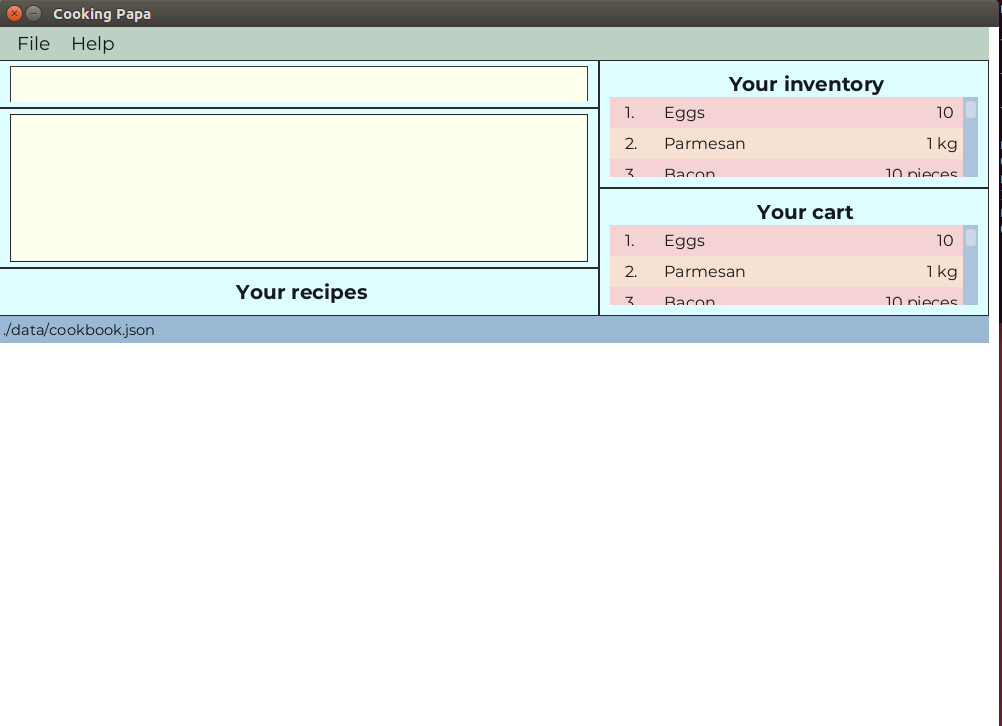 Cooking Papa
File Help
Your inventory
1. Eggs 10
2. Parmesan 1 kg
3. Bacon 10 pieces
Your cart
1. Eggs 10
2. Parmesan 1 kg
3. Bacon 10 pieces
Your recipes
./data/cookbook.json